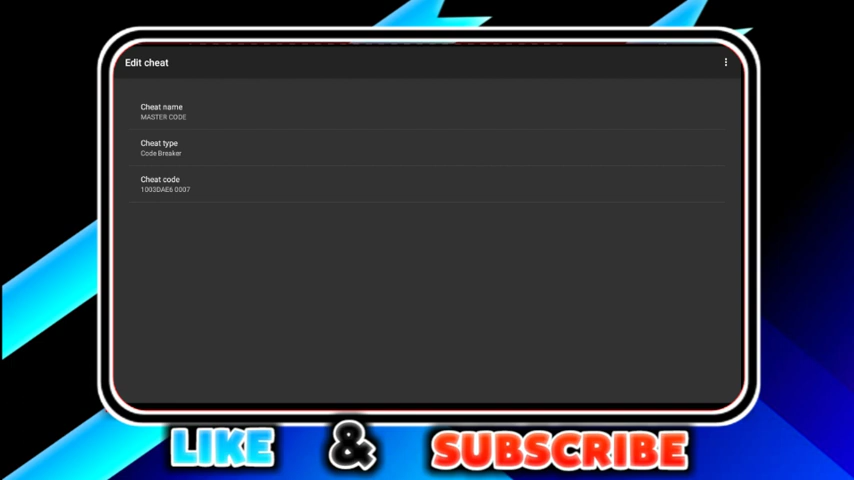 Edit cheat
Cheat name
MASTER CODE
Cheat type
Code Breaker
Cheat code
1003DAE6 0007
LIKE & SUBSCRIBE